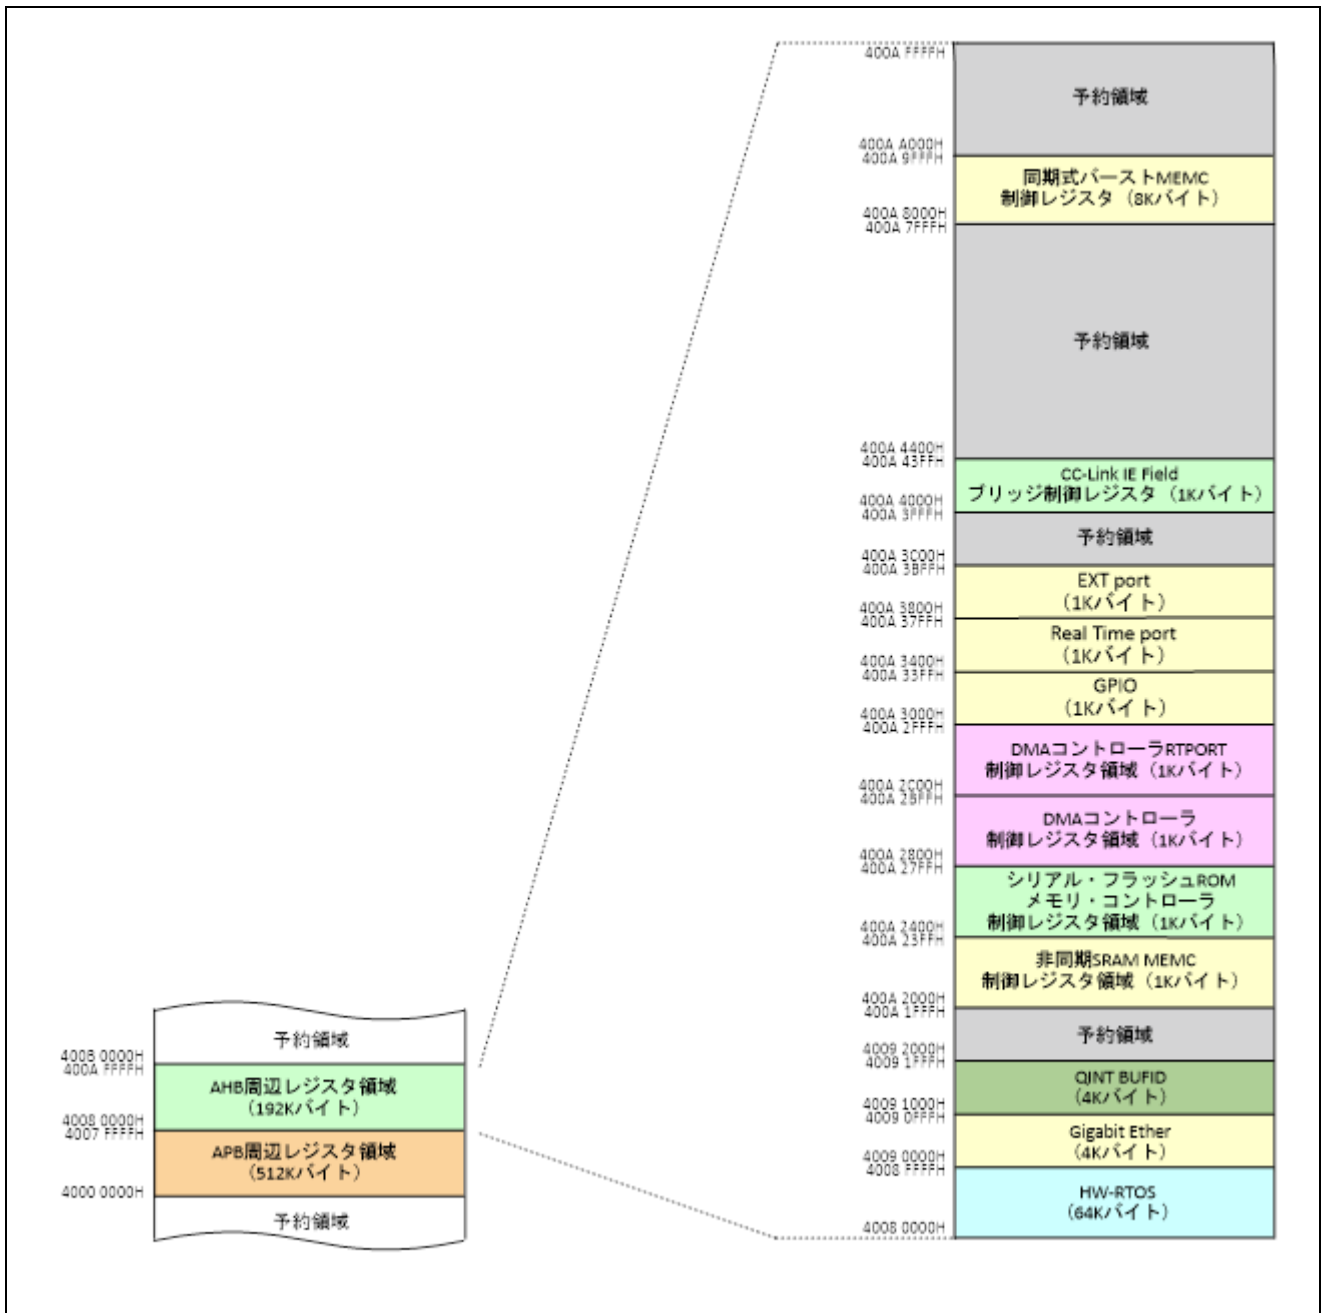 400A FFFFH
予約領域
400A A000H
400A 9FFFH
同期式バーストMEMC
制御レジスタ（8Kバイト）
400A 8000H
400A 7FFFH
予約領域
400A 4400H
400A 43FFH
CC-Link IE Field
ブリッジ制御レジスタ（1Kバイト）
400A 4000H
400A 3FFFH
予約領域
400A 3C00H
400A 3BFFH
EXT port
（1Kバイト）
400A 3800H
400A 37FFH
Real Time port
（1Kバイト）
400A 3400H
400A 33FFH
GPIO
（1Kバイト）
400A 3000H
400A 2FFFH
DMAコントローラRTPORT
制御レジスタ領域（1Kバイト）
400A 2C00H
400A 2BFFH
DMAコントローラ
制御レジスタ領域（1Kバイト）
400A 2800H
400A 27FFH
シリアル・フラッシュROM
メモリ・コントローラ
制御レジスタ領域（1Kバイト）
400A 2400H
400A 23FFH
非同期SRAM MEMC
制御レジスタ領域（1Kバイト）
400A 2000H
400A 1FFFH
予約領域
4009 2000H
4009 1FFFH
QINT BUFID
（4Kバイト）
4009 1000H
4009 0FFFH
Gigabit Ether
（4Kバイト）
4009 0000H
4008 FFFFH
HW-RTOS
（64Kバイト）
4008 0000H
予約領域
400B 0000H
400A FFFFH
AHB周辺レジスタ領域
（192Kバイト）
4008 0000H
4007 FFFFH
APB周辺レジスタ領域
（512Kバイト）
4000 0000H
予約領域